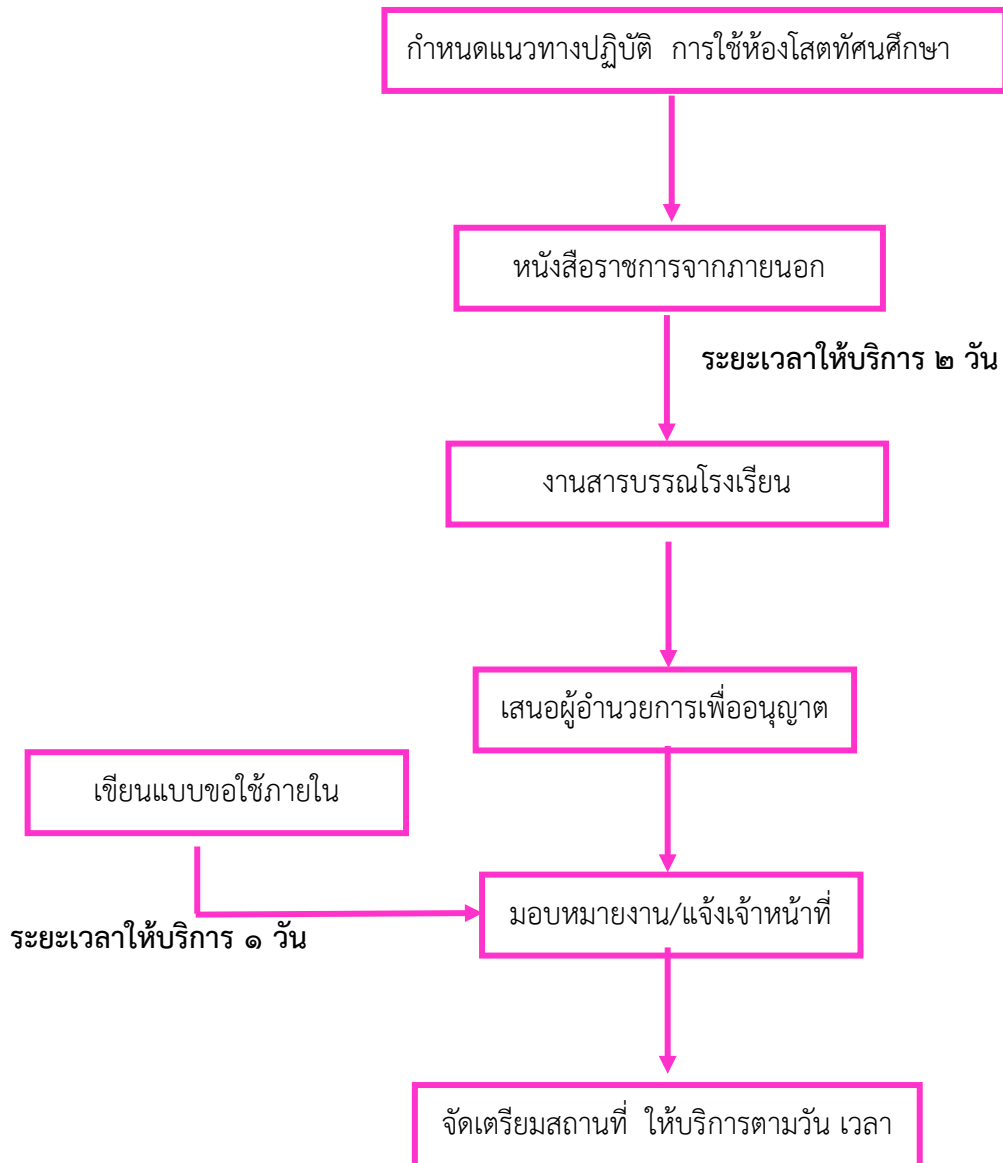 กำหนดแนวทางปฏิบัติ การใช้ห้องโสตทัศนศึกษา
หนังสือราชการจากภายนอก
ระยะเวลาให้บริการ ๒ วัน
งานสารบรรณโรงเรียน
เสนอผู้อำนวยการเพื่ออนุญาต
เขียนแบบขอใช้ภายใน
มอบหมายงาน/แจ้งเจ้าหน้าที่
ระยะเวลาให้บริการ ๑ วัน
จัดเตรียมสถานที่ ให้บริการตามวัน เวลา